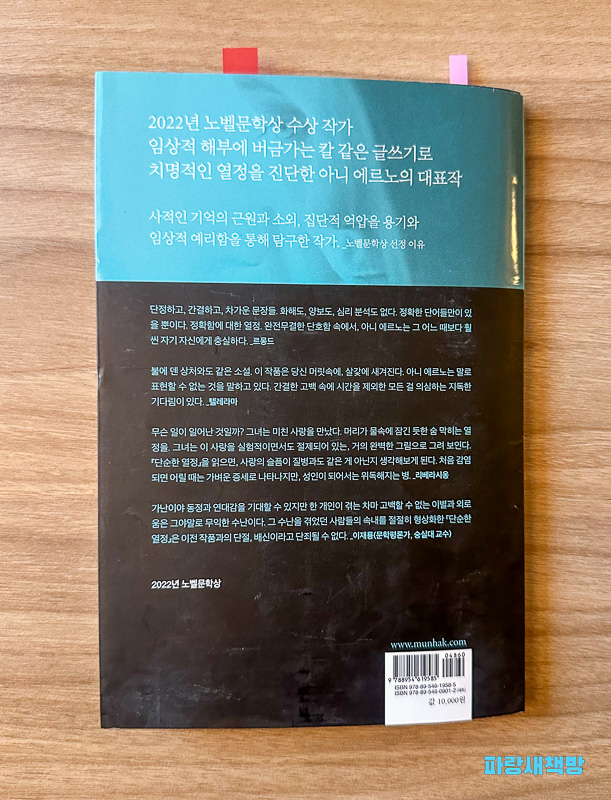 2022년 노벨문학상 수상 작가
임상적 해부에 버금가는 칼 같은 글쓰기로
치명적인 열정을 진단한 아니 에르노의 대표작
사적인 기억의 근원과 소외, 집단적 억압을 용기와
임상적 예리함을 통해 탐구한 작가. _노벨문학상 선정 이유
단정하고, 간결하고, 차가운 문장들. 화해도, 양보도, 심리 분석도 없다. 정확한 단어들만이 있
을 뿐이다. 정확함에 대한 열정. 완전무결한 단호함 속에서, 아니 에르노는 그 어느 때보다 훨
씬 자기 자신에게 충실하다. _르몽드
불에 덴 상처와도 같은 소설. 이 작품은 당신 머릿속에, 살갗에 새겨진다. 아니 에르노는 말로
표현할 수 없는 것을 말하고 있다. 간결한 고백 속에 시간을 제외한 모든 걸 의심하는 지독한
기다림이 있다. _텔레라마
무슨 일이 일어난 것일까? 그녀는 미친 사랑을 만났다. 머리가 물속에 잠긴 듯한 숨 막히는 열
정을. 그녀는 이 사랑을 실험적이면서도 절제되어 있는, 거의 완벽한 그림으로 그려 보인다.
『단순한 열정』을 읽으면, 사랑의 슬픔이 질병과도 같은 게 아닌지 생각해보게 된다. 처음 감염
되면 어릴 때는 가벼운 증세로 나타나지만, 성인이 되어서는 위독해지는 병. _리베라시옹
가난이야 동정과 연대감을 기대할 수 있지만 한 개인이 겪는 차마 고백할 수 없는 이별과 외로
움은 그야말로 무익한 수난이다. 그 수난을 겪었던 사람들의 속내를 절절히 형상화한 『단순한
열정』은 이전 작품과의 단절, 배신이라고 단죄될 수 없다. _이재룡(문학평론가, 숭실대 교수)
2022년 노벨문학상
www.munhak.com
04860
9 788954 619585
ISBN 978-89-546-1958-5
ISBN 978-89-546-0901-2 (세트)
값 10,000원
파랑새책방